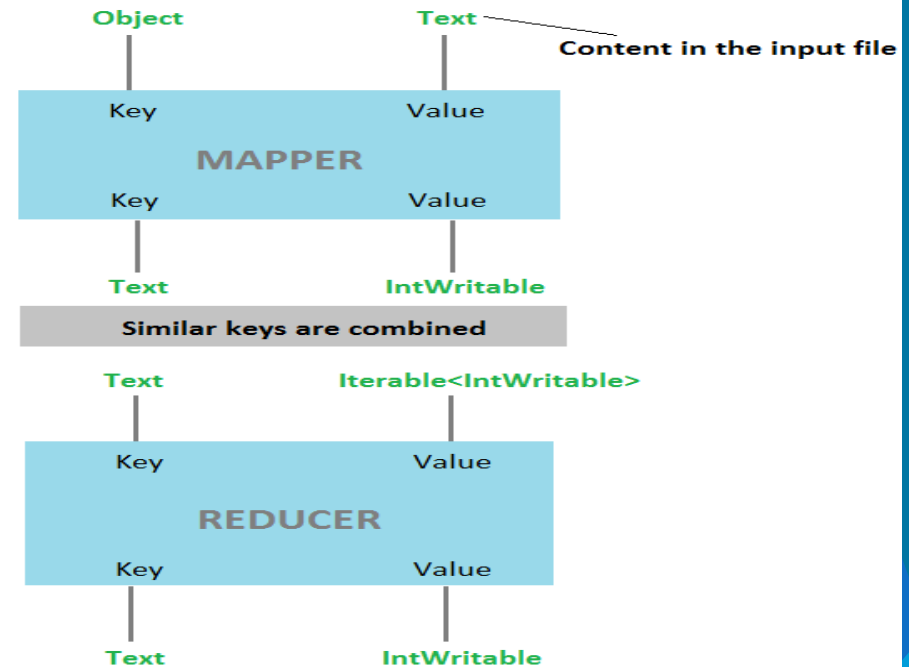 Object Text
Content in the input file
Key Value
MAPPER
Key Value
Text IntWritable
Similar keys are combined
Text Iterable<IntWritable>
Key Value
REDUCER
Key Value
Text IntWritable